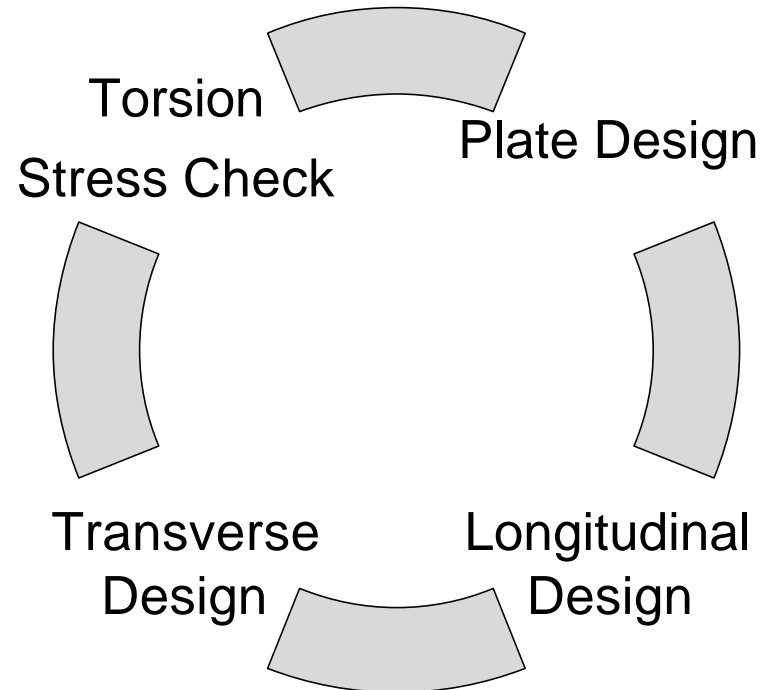 Torsion
Stress Check
Plate Design
Transverse
Design
Longitudinal
Design